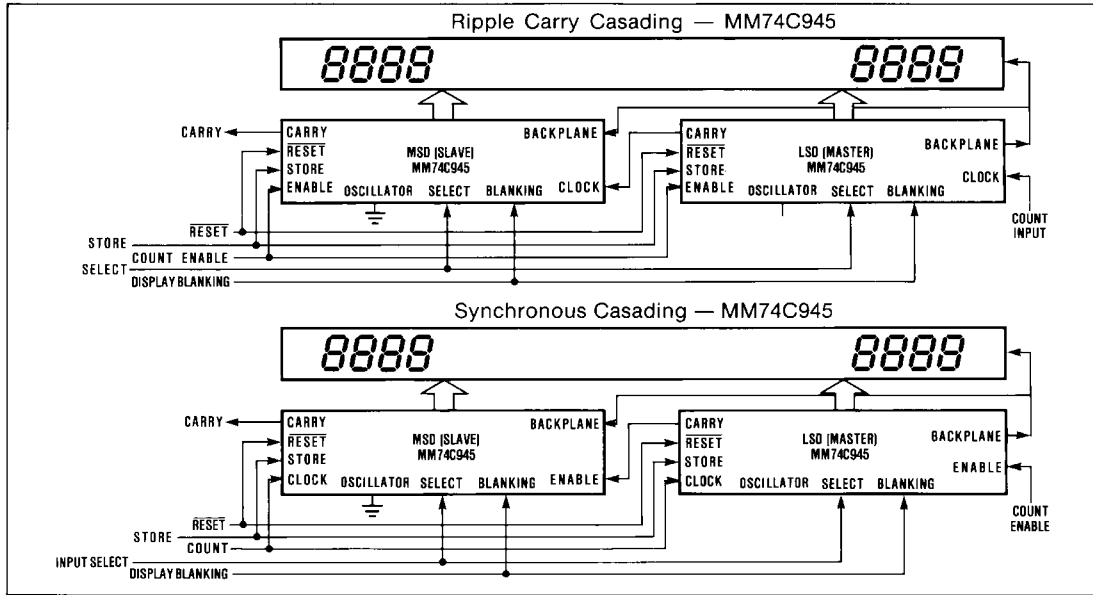 Ripple Carry Casading — MM74C945
8888 8888
CARRY
CARRY
RESET
STORE
ENABLE
MSD (SLAVE)
MM74C945
BACKPLANE
CLOCK
OSCILLATOR SELECT BLANKING
CARRY
RESET
STORE
ENABLE
LSD (MASTER)
MM74C945
BACKPLANE
CLOCK
OSCILLATOR SELECT BLANKING
COUNT
INPUT
RESET
STORE
COUNT ENABLE
SELECT
DISPLAY BLANKING
Synchronous Casading — MM74C945
8888 8888
CARRY
CARRY
RESET
STORE
CLOCK
MSD (SLAVE)
MM74C945
BACKPLANE
ENABLE
OSCILLATOR SELECT BLANKING
CARRY
RESET
STORE
CLOCK
LSD (MASTER)
MM74C945
BACKPLANE
ENABLE
OSCILLATOR SELECT BLANKING
COUNT
ENABLE
RESET
STORE
COUNT
INPUT SELECT
DISPLAY BLANKING